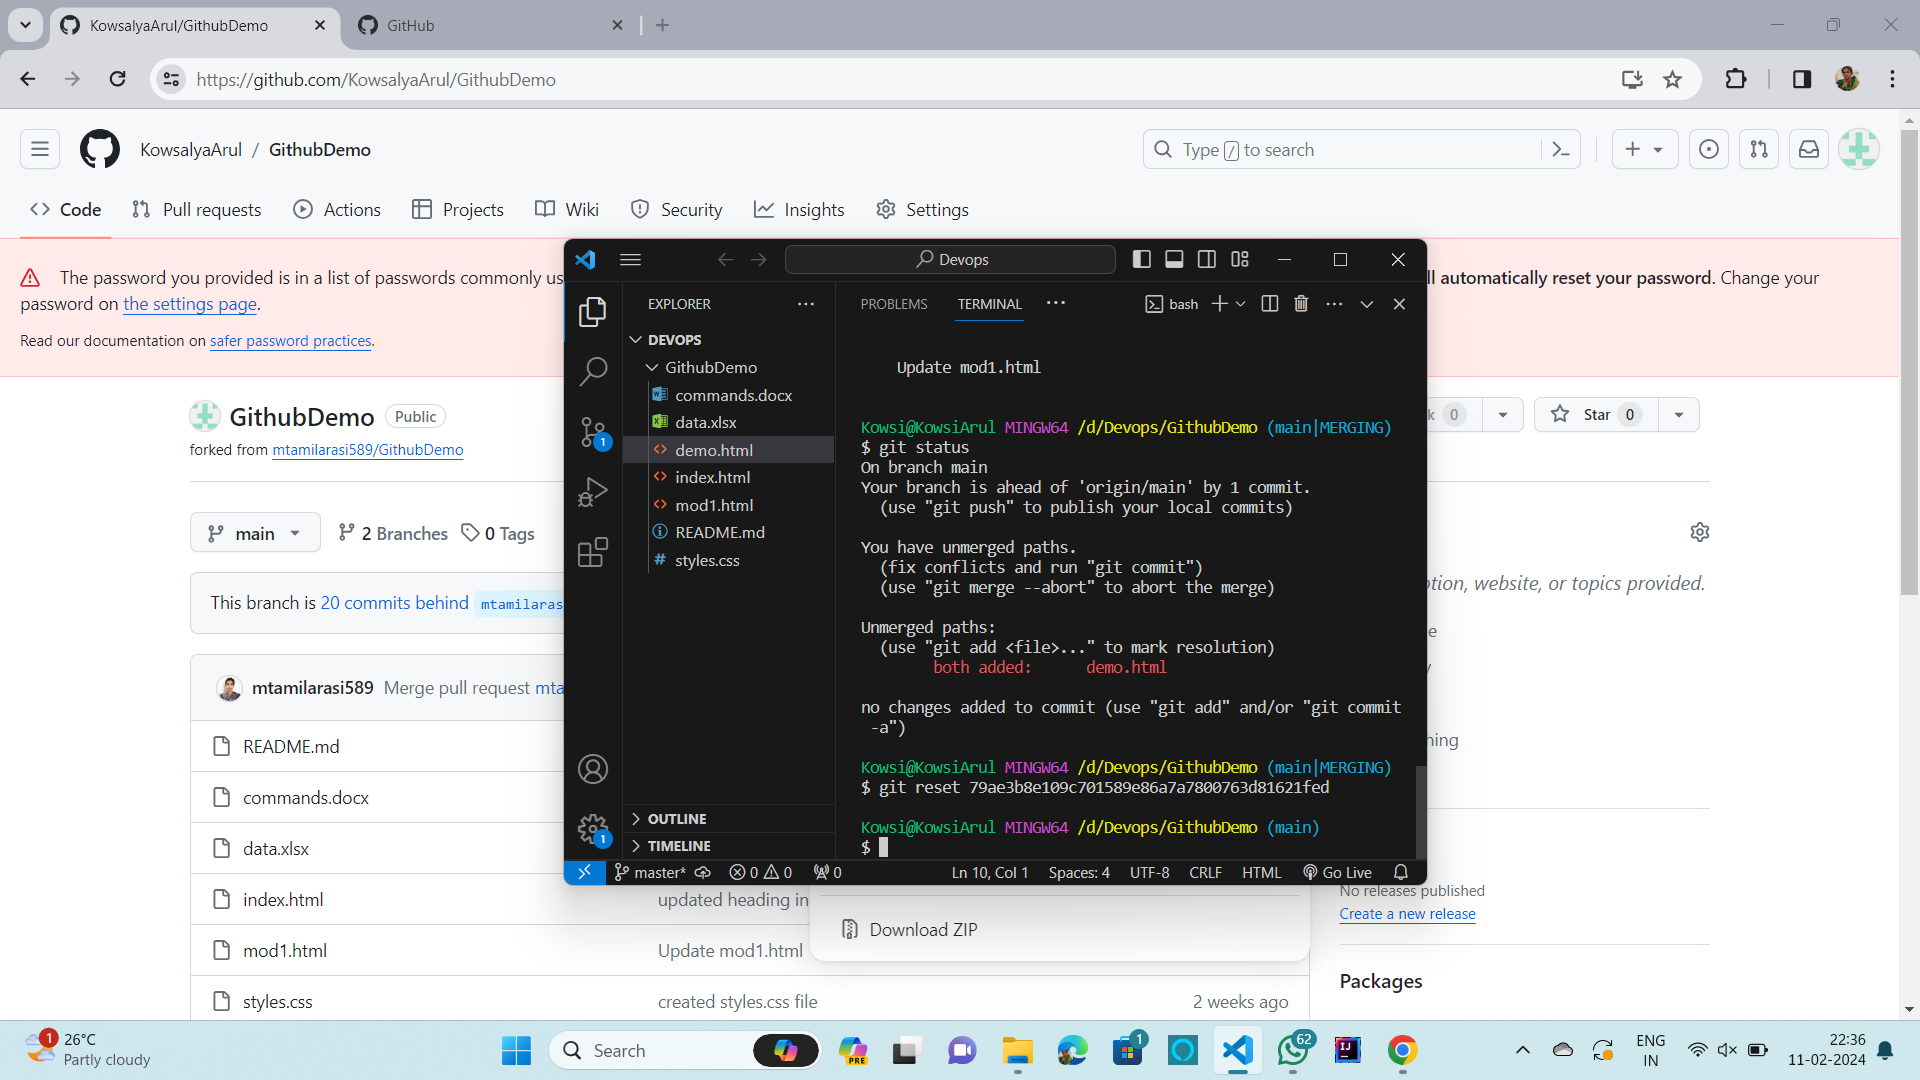 KowsalyaArul/GithubDemo
GitHub
https://github.com/KowsalyaArul/GithubDemo
KowsalyaArul / GithubDemo
Type / to search
Code
Pull requests
Actions
Projects
Wiki
Security
Insights
Settings
The password you provided is in a list of passwords commonly us
ll automatically reset your password. Change your
password on the settings page.
Read our documentation on safer password practices.
GithubDemo
Public
forked from mtamilarasi589/GithubDemo
0
Star 0
main
2 Branches
0 Tags
This branch is 20 commits behind mtamilaras
mtamilarasi589 Merge pull request mta
README.md
commands.docx
data.xlsx
index.html
updated heading in
mod1.html
Update mod1.html
styles.css
created styles.css file
2 weeks ago
Download ZIP
tion, website, or topics provided.
No releases published
Create a new release
Packages
Devops
EXPLORER
DEVOPS
GithubDemo
commands.docx
data.xlsx
demo.html
index.html
mod1.html
README.md
styles.css
OUTLINE
TIMELINE
1
1
PROBLEMS
TERMINAL
bash
Update mod1.html
Kowsi@KowsiArul MINGW64 /d/Devops/GithubDemo (main|MERGING)
$ git status
On branch main
Your branch is ahead of 'origin/main' by 1 commit.
(use "git push" to publish your local commits)
You have unmerged paths.
(fix conflicts and run "git commit")
(use "git merge --abort" to abort the merge)
Unmerged paths:
(use "git add <file>..." to mark resolution)
both added: demo.html
no changes added to commit (use "git add" and/or "git commit
-a")
Kowsi@KowsiArul MINGW64 /d/Devops/GithubDemo (main|MERGING)
$ git reset 79ae3b8e109c701589e86a7a7800763d81621fed
Kowsi@KowsiArul MINGW64 /d/Devops/GithubDemo (main)
$
master*
0 0
0
Ln 10, Col 1
Spaces: 4
UTF-8
CRLF
HTML
Go Live
1
26°C
Partly cloudy
Search
PRE
1
62
ENG
IN
22:36
11-02-2024